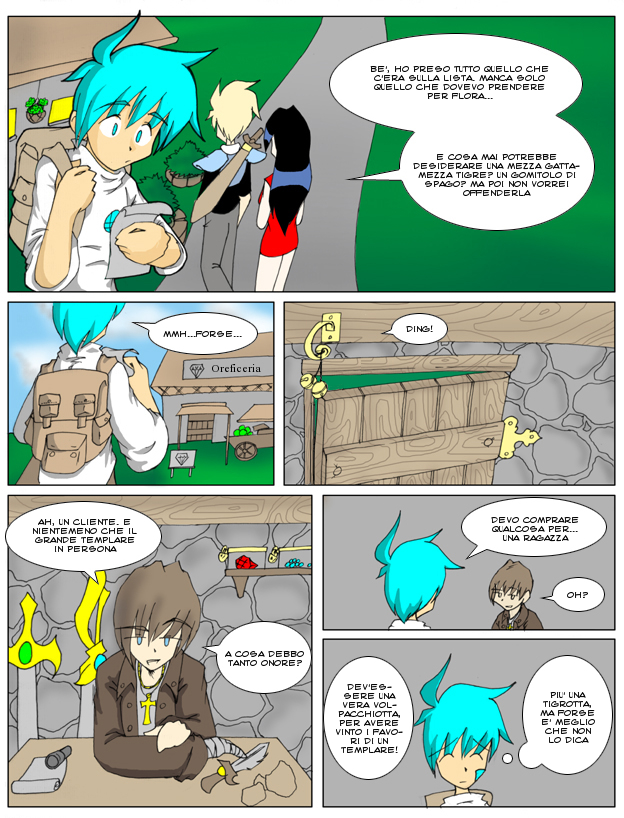 BE', HO PRESO TUTTO QUELLO CHE
C'ERA SULLA LISTA. MANCA SOLO
QUELLO CHE DOVEVO PRENDERE
PER FLORA...
E COSA MAI POTREBBE
DESIDERARE UNA MEZZA GATTA-
MEZZA TIGRE? UN GOMITOLO DI
SPAGO? MA POI NON VORREI
OFFENDERLA
MMH...FORSE...
Oreficeria
DING!
AH, UN CLIENTE. E
NIENTEMENO CHE IL
GRANDE TEMPLARE
IN PERSONA
A COSA DEBBO
TANTO ONORE?
DEVO COMPRARE
QUALCOSA PER...
UNA RAGAZZA
OH?
DEV'ES-
SERE UNA
VERA VOL-
PACCHIOTTA,
PER AVERE
VINTO I FAVO-
RI DI UN
TEMPLARE!
PIU' UNA
TIGROTTA,
MA FORSE
E' MEGLIO
CHE NON
LO DICA